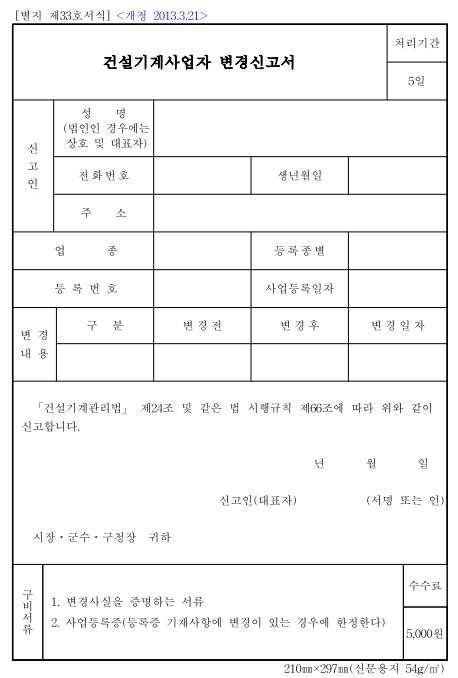 [별지 제33호서식] <개정 2013.3.21>
건설기계사업자 변경신고서
처리기간
5일
신고인
성 명
(법인인 경우에는
상호 및 대표자)
전화번호
생년월일
주 소
업 종
등록종별
등록번호
사업등록일자
변경
내용
구 분
변경전
변경후
변경일자
「건설기계관리법」 제24조 및 같은 법 시행규칙 제66조에 따라 위와 같이
신고합니다.
년 월 일
신고인(대표자) (서명 또는 인)
시장·군수·구청장 귀하
구비서류
1. 변경사실을 증명하는 서류
2. 사업등록증(등록증 기재사항에 변경이 있는 경우에 한정한다)
수수료
5,000원
210㎜×297㎜(신문용지 54g/㎡)